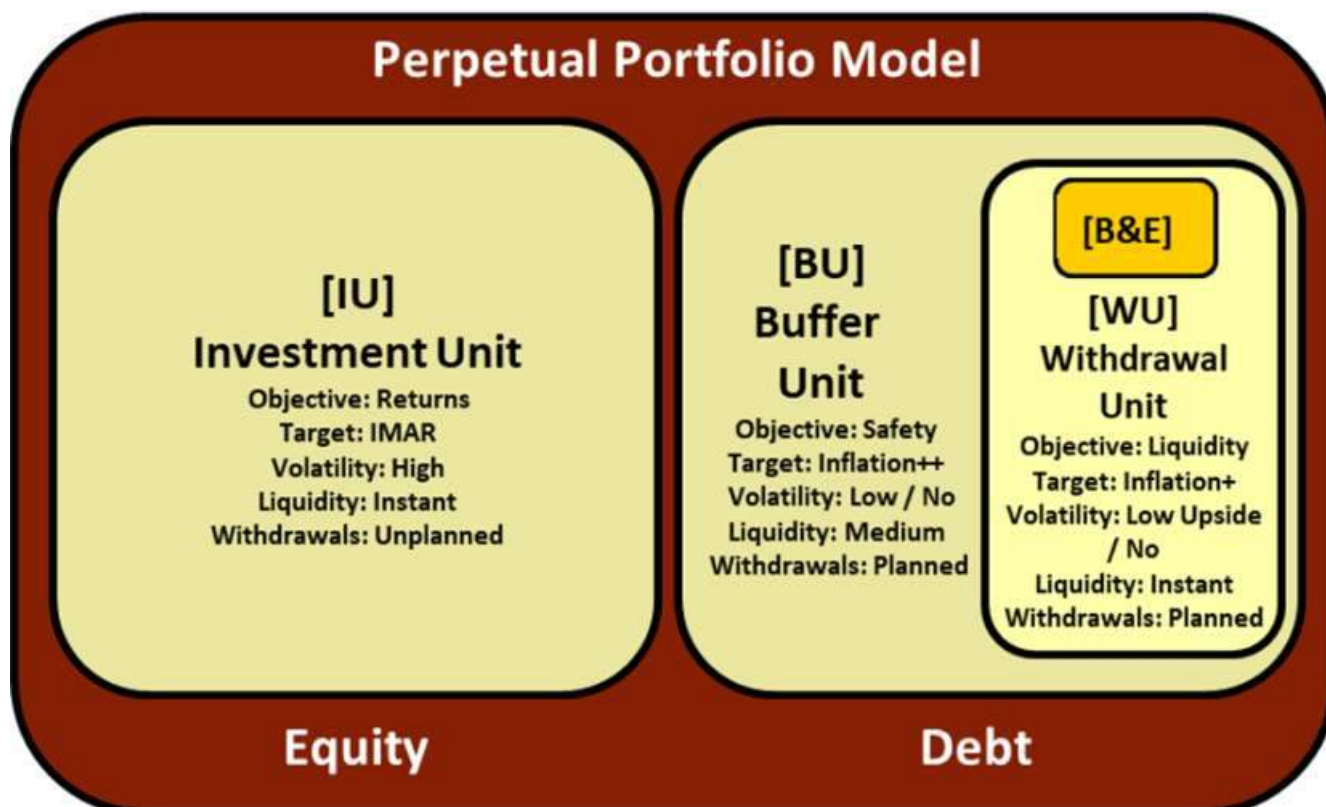 Perpetual Portfolio Model
[IU]
Investment Unit
Objective: Returns
Target: IMAR
Volatility: High
Liquidity: Instant
Withdrawals: Unplanned
[BU]
Buffer
Unit
Objective: Safety
Target: Inflation++
Volatility: Low / No
Liquidity: Medium
Withdrawals: Planned
[B&E]
[WU]
Withdrawal
Unit
Objective: Liquidity
Target: Inflation+
Volatility: Low Upside
/ No
Liquidity: Instant
Withdrawals: Planned
Equity
Debt